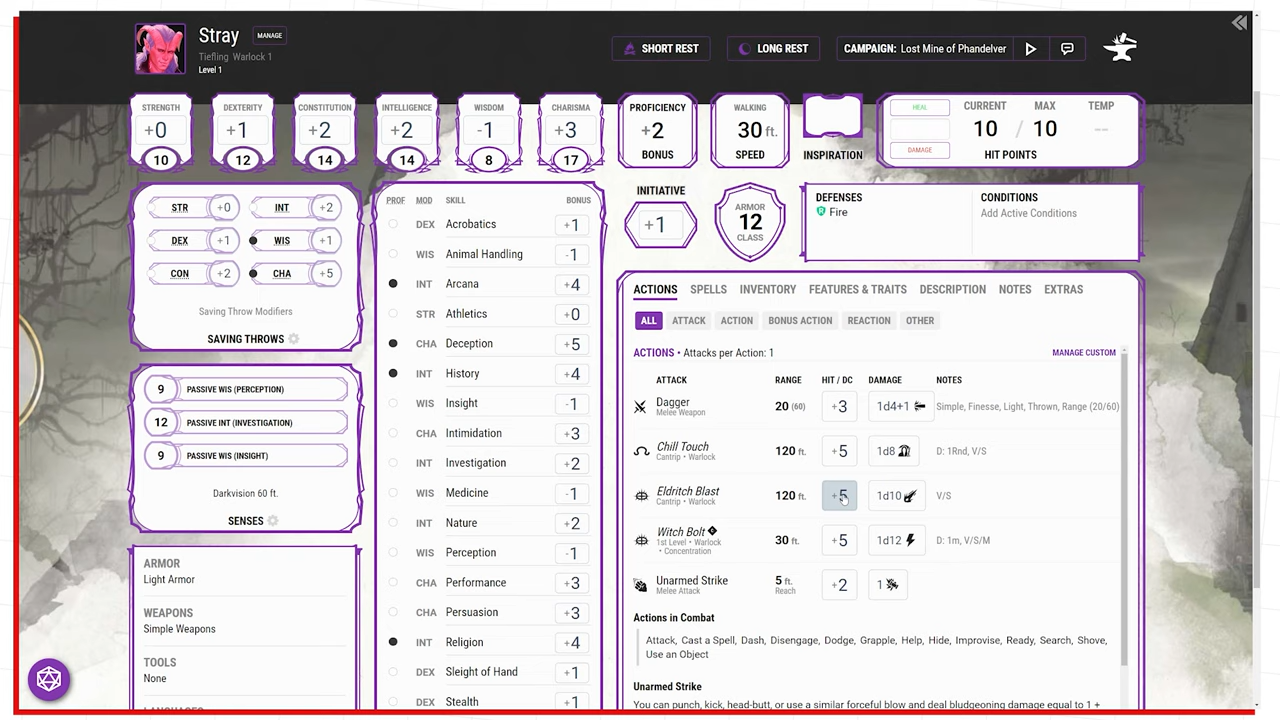 Stray MANAGE
Tiefling Warlock 1
Level 1
SHORT REST
LONG REST
CAMPAIGN: Lost Mine of Phandelver
STRENGTH
+0
10
DEXTERITY
+1
12
CONSTITUTION
+2
14
INTELLIGENCE
+2
14
WISDOM
-1
8
CHARISMA
+3
17
PROFICIENCY
+2
BONUS
WALKING
30 ft.
SPEED
INSPIRATION
HEAL
DAMAGE
CURRENT MAX TEMP
10 / 10 --
HIT POINTS
STR +0 INT +2
DEX +1 WIS +1
CON +2 CHA +5
Saving Throw Modifiers
SAVING THROWS
9 PASSIVE WIS (PERCEPTION)
12 PASSIVE INT (INVESTIGATION)
9 PASSIVE WIS (INSIGHT)
Darkvision 60 ft.
SENSES
ARMOR
Light Armor
WEAPONS
Simple Weapons
TOOLS
None
PROF MOD SKILL BONUS
DEX Acrobatics +1
WIS Animal Handling -1
INT Arcana +4
STR Athletics +0
CHA Deception +5
INT History +4
WIS Insight -1
CHA Intimidation +3
INT Investigation +2
WIS Medicine -1
INT Nature +2
WIS Perception -1
CHA Performance +3
CHA Persuasion +3
INT Religion +4
DEX Sleight of Hand +1
DEX Stealth +1
INITIATIVE
+1
ARMOR
12
CLASS
DEFENSES
Fire
CONDITIONS
Add Active Conditions
ACTIONS SPELLS INVENTORY FEATURES & TRAITS DESCRIPTION NOTES EXTRAS
ALL ATTACK ACTION BONUS ACTION REACTION OTHER
ACTIONS • Attacks per Action: 1 MANAGE CUSTOM
ATTACK RANGE HIT / DC DAMAGE NOTES
Dagger 20 (60) +3 1d4+1 Simple, Finesse, Light, Thrown, Range (20/60)
Melee Weapon
Chill Touch 120 ft. +5 1d8 D: 1Rnd, V/S
Cantrip • Warlock
Eldritch Blast 120 ft. +5 1d10 V/S
Cantrip • Warlock
Witch Bolt 30 ft. +5 1d12 D: 1m, V/S/M
1st Level • Warlock
• Concentration
Unarmed Strike 5 ft. +2 1
Melee Attack Reach
Actions in Combat
Attack, Cast a Spell, Dash, Disengage, Dodge, Grapple, Help, Hide, Improvise, Ready, Search, Shove,
Use an Object
Unarmed Strike
You can punch, kick, head-butt, or use a similar forceful blow and deal bludgeoning damage equal to 1 +